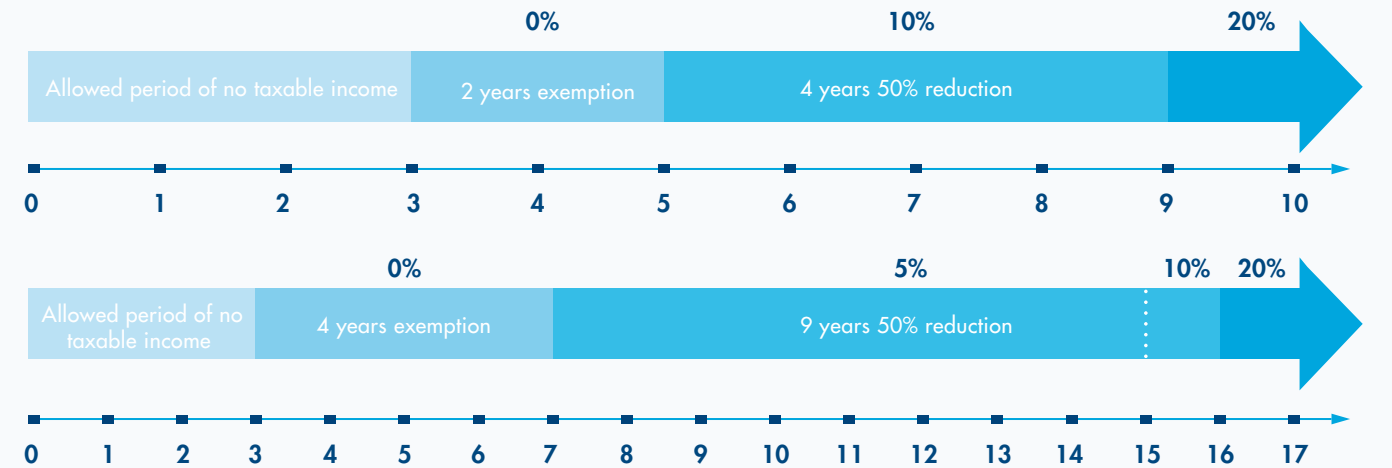 0% 10% 20%
Allowed period of no taxable income 2 years exemption 4 years 50% reduction
0 1 2 3 4 5 6 7 8 9 10
0% 5% 10% 20%
Allowed period of no
taxable income
4 years exemption 9 years 50% reduction
0 1 2 3 4 5 6 7 8 9 10 11 12 13 14 15 16 17